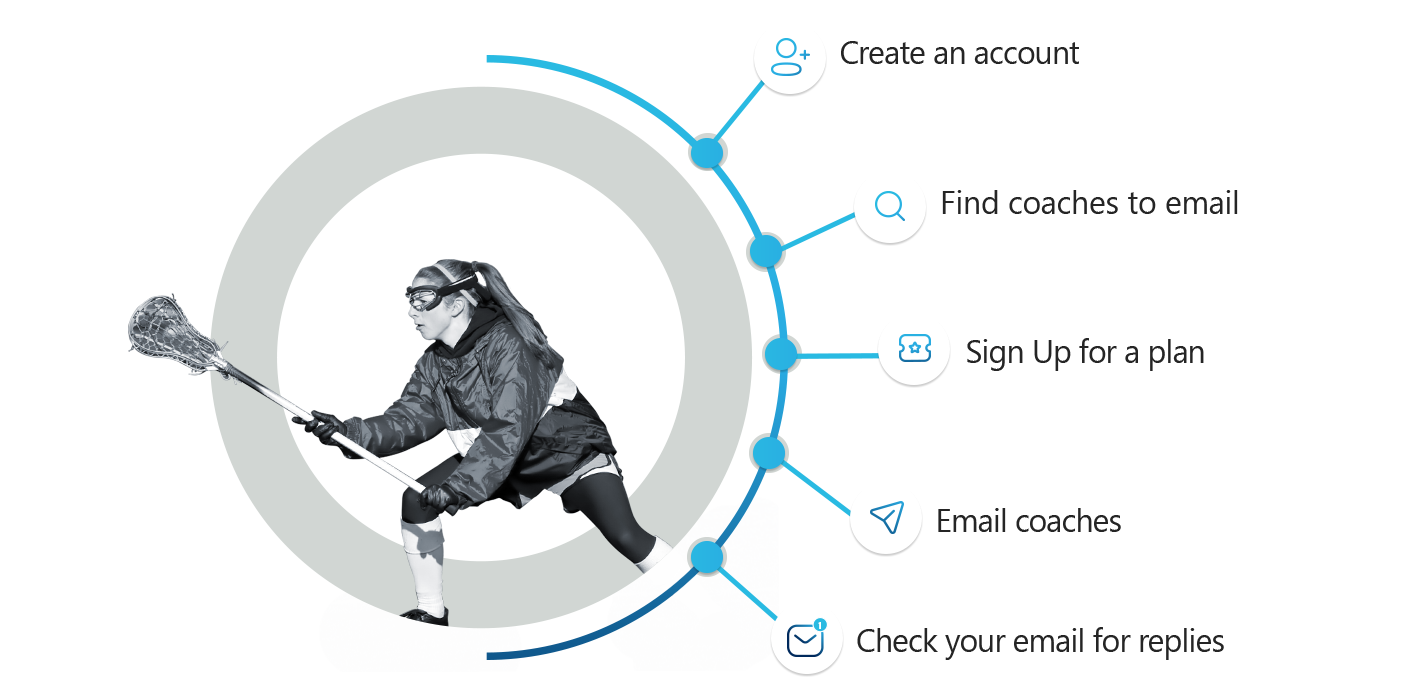 Create an account
Find coaches to email
Sign Up for a plan
Email coaches
1
Check your email for replies